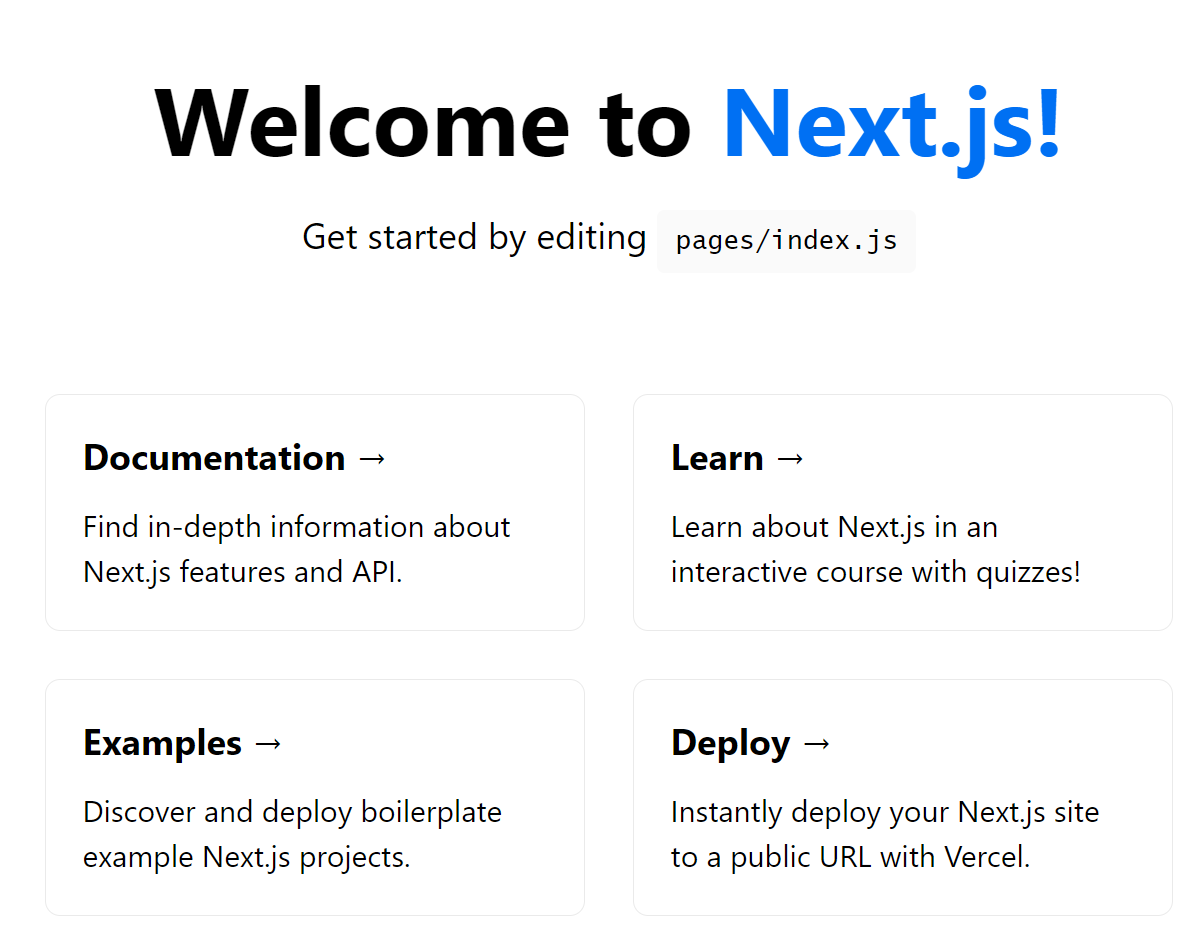 Welcome to Next.js!
Get started by editing pages/index.js
Documentation →
Find in-depth information about
Next.js features and API.
Learn →
Learn about Next.js in an
interactive course with quizzes!
Examples →
Discover and deploy boilerplate
example Next.js projects.
Deploy →
Instantly deploy your Next.js site
to a public URL with Vercel.